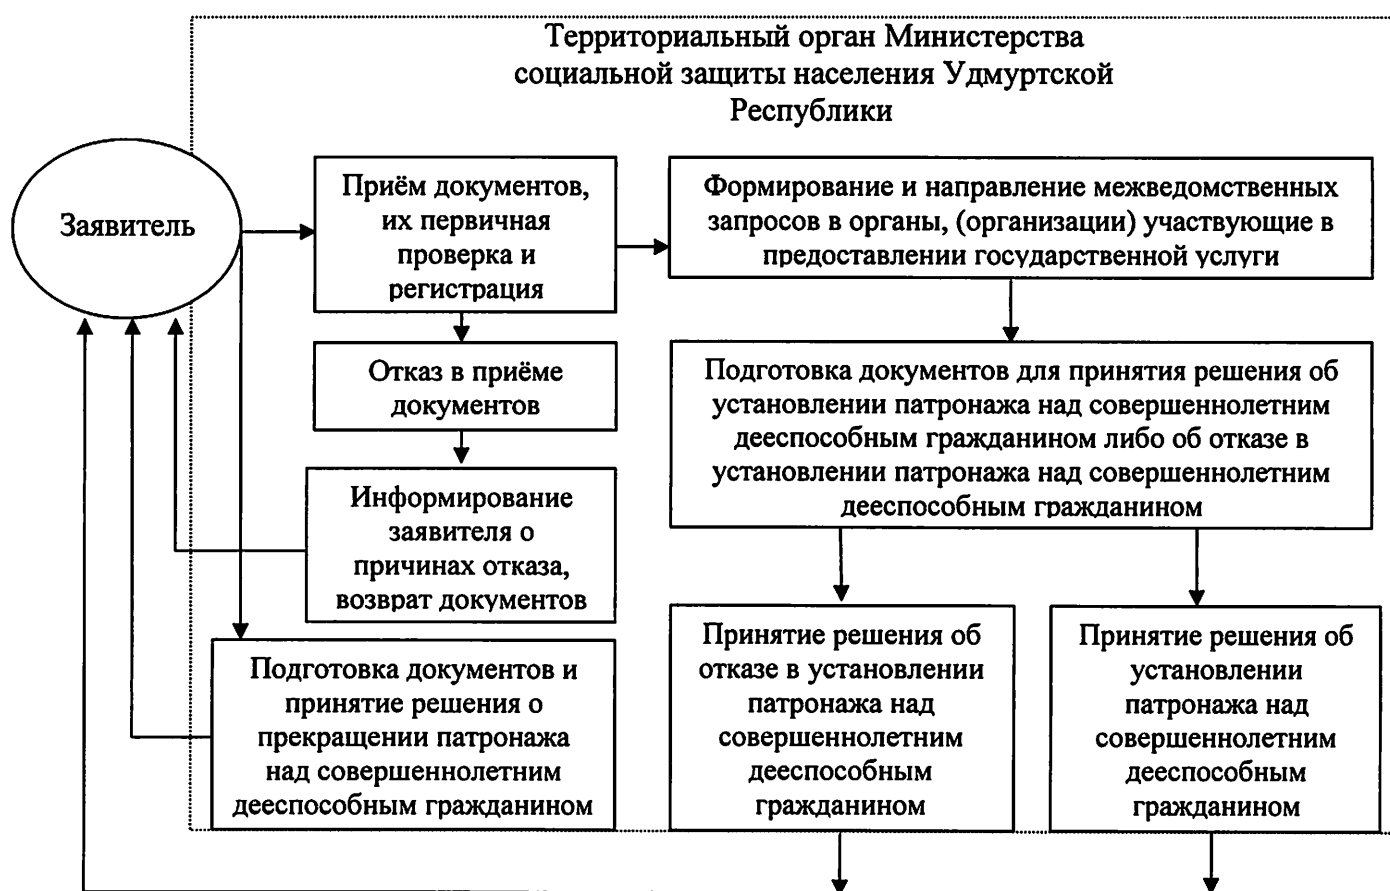 Территориальный орган Министерства
социальной защиты населения Удмуртской
Республики
Заявитель
Приём документов,
их первичная
проверка и
регистрация
Формирование и направление межведомственных
запросов в органы, (организации) участвующие в
предоставлении государственной услуги
Отказ в приёме
документов
Подготовка документов для принятия решения об
установлении патронажа над совершеннолетним
дееспособным гражданином либо об отказе в
установлении патронажа над совершеннолетним
дееспособным гражданином
Информирование
заявителя о
причинах отказа,
возврат документов
Подготовка документов и
принятие решения о
прекращении патронажа
над совершеннолетним
дееспособным гражданином
Принятие решения об
отказе в установлении
патронажа над
совершеннолетним
дееспособным
гражданином
Принятие решения об
установлении
патронажа над
совершеннолетним
дееспособным
гражданином